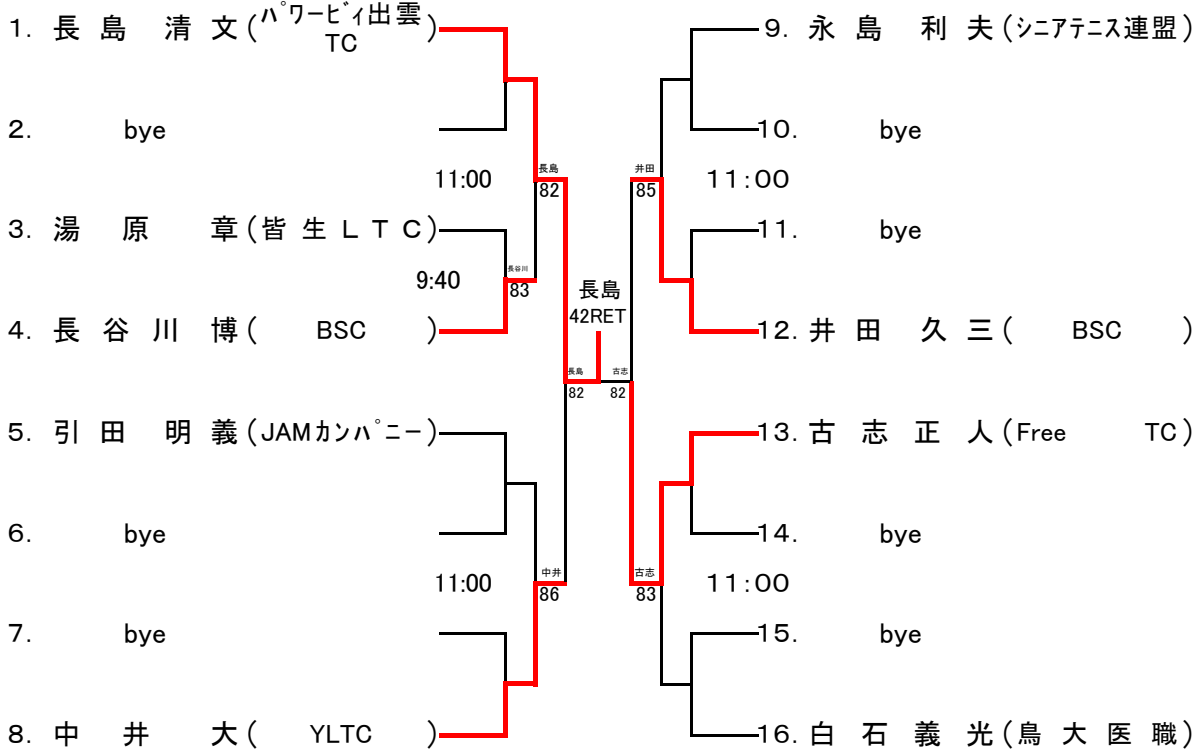 1. 長島 清文(パワービィ出雲TC)
2. bye
11:00
長島
82
3. 湯原 章(皆生LTC)
9:40
長谷川
83
4. 長谷川博(BSC)
長島
42RET
長島
82
古志
82
5. 引田 明義(JAMカンパニー)
6. bye
11:00
中井
86
7. bye
8. 中井 大(YLTC)
9. 永島 利夫(シニアテニス連盟)
10. bye
井田
85
11:00
11. bye
12. 井田 久三(BSC)
13. 古志正人(Free TC)
14. bye
古志
83
11:00
15. bye
16. 白石義光(鳥大医職)